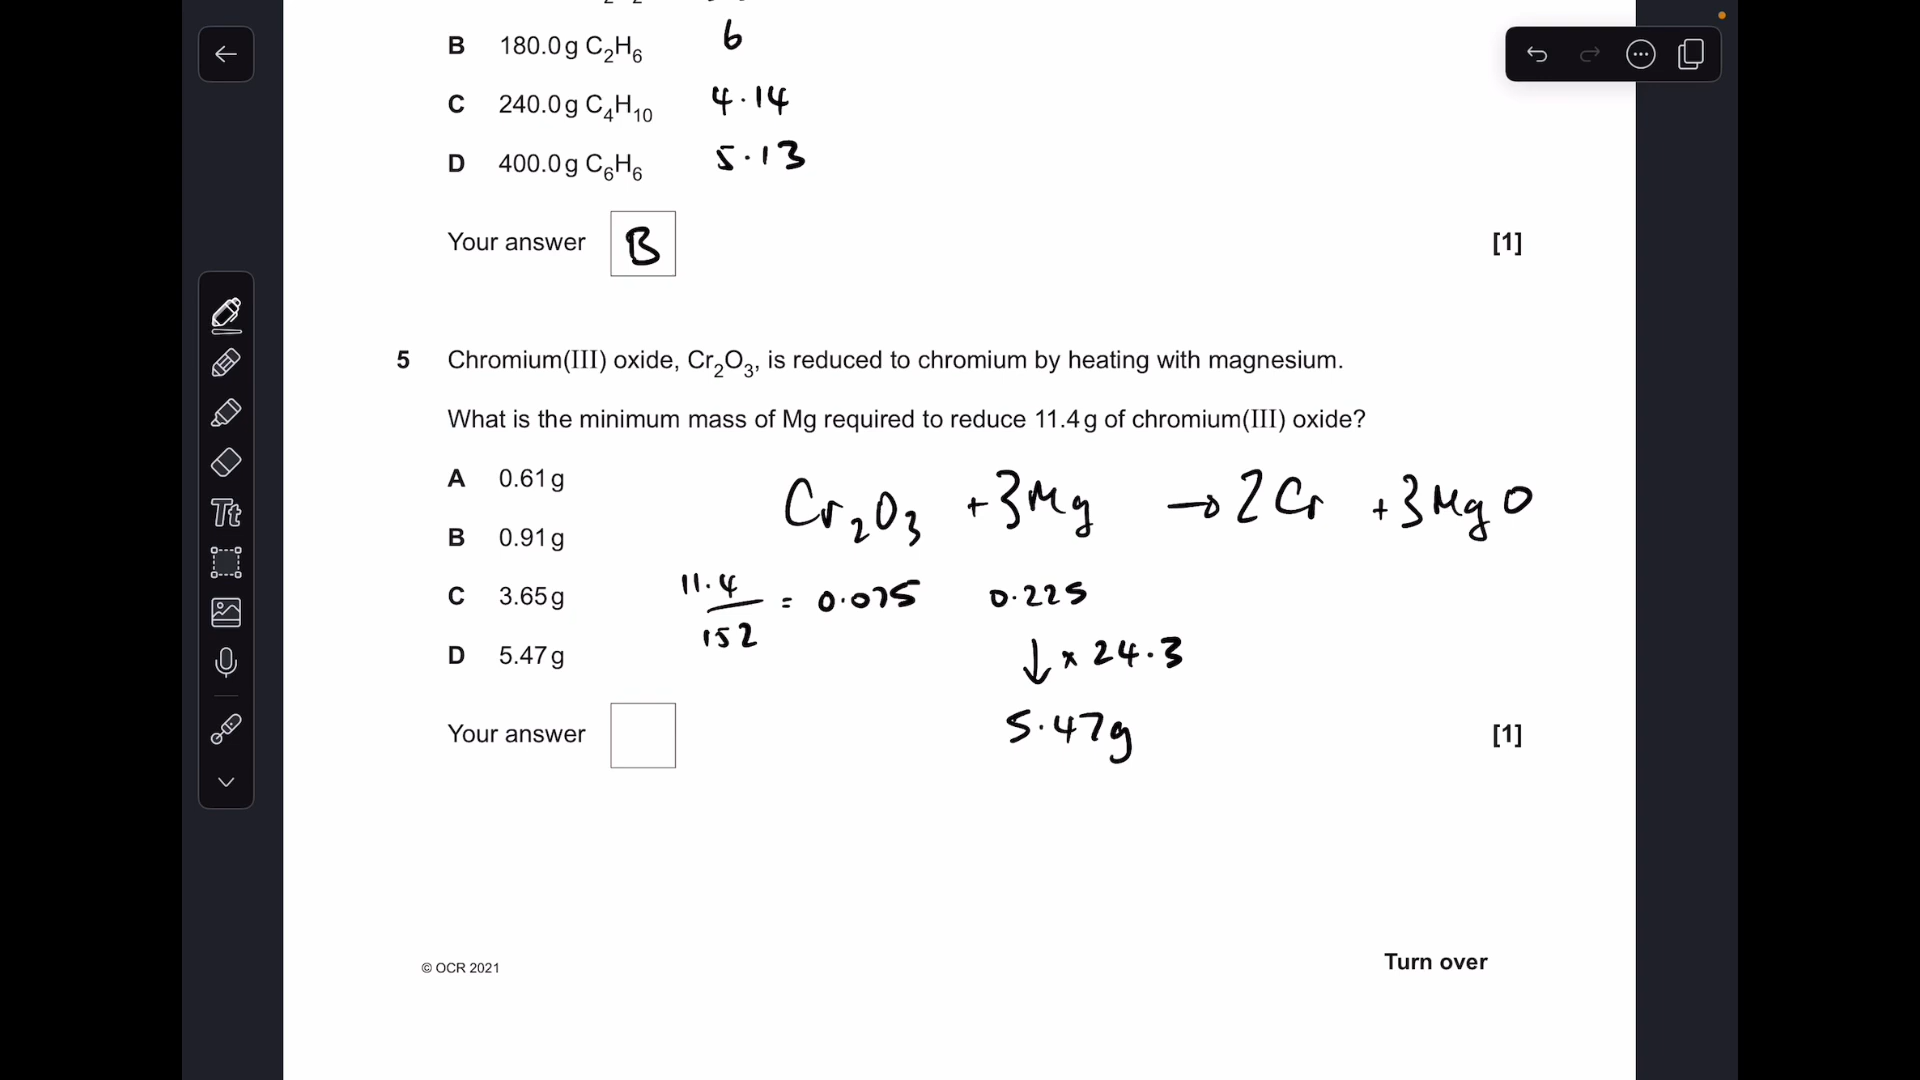 B 180.0 g C2H6 6
C 240.0 g C4H10 4.14
D 400.0 g C6H6 5.13
Your answer B [1]
5 Chromium(III) oxide, Cr2O3, is reduced to chromium by heating with magnesium.
What is the minimum mass of Mg required to reduce 11.4 g of chromium(III) oxide?
A 0.61 g
Cr2O3 + 3Mg → 2Cr + 3MgO
B 0.91 g
C 3.65 g
11.4/152 = 0.075 0.225
↓ × 24.3
D 5.47 g
5.47g
Your answer [1]
© OCR 2021
Turn over
Tt